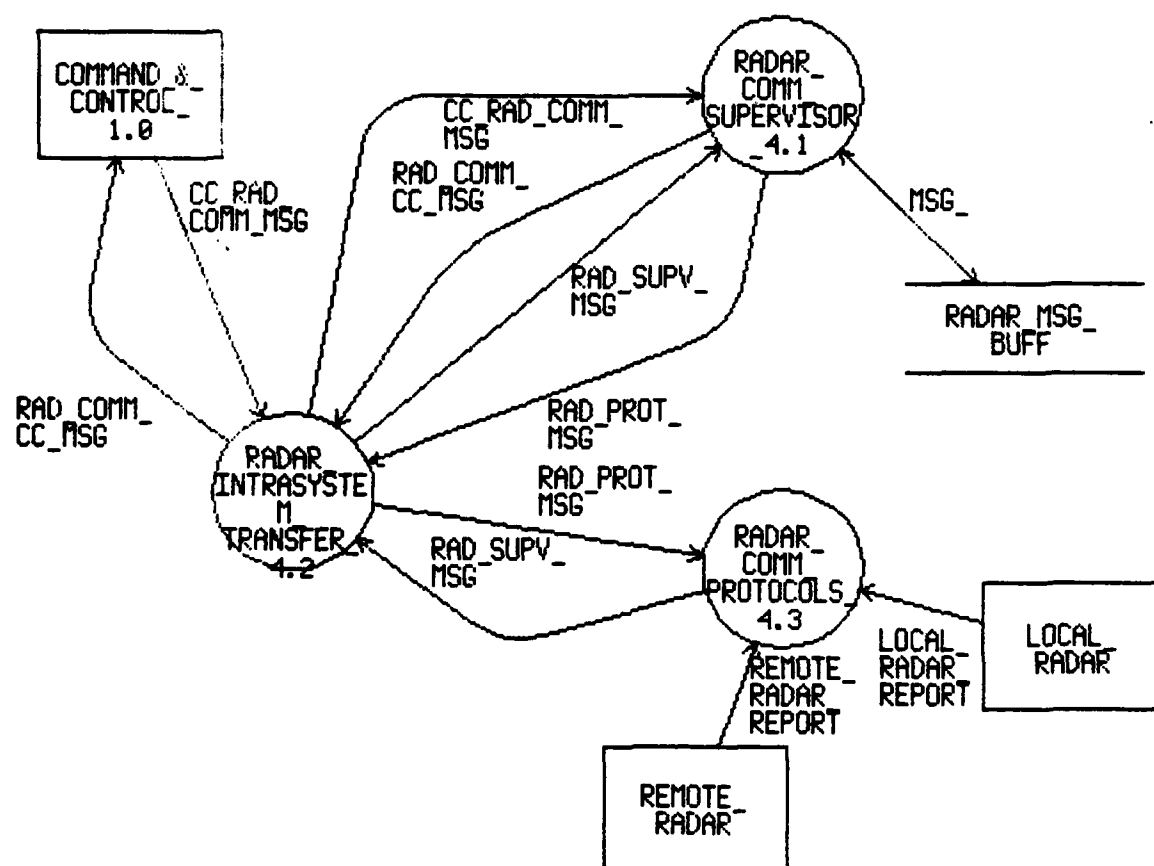 COMMAND_&_
CONTROL_
1.0
RADAR_
COMM_
SUPERVISOR
_4.1
CC_RAD_COMM_
MSG
RAD_COMM_
CC_MSG
CC_RAD_
COMM_MSG
MSG_
RAD_SUPV_
MSG
RADAR_MSG_
BUFF
RAD_COMM_
CC_MSG
RAD_PROT_
MSG
RADAR_
INTRASYSTE
M_
TRANSFER_
4.2
RAD_PROT_
MSG
RAD_SUPV_
MSG
RADAR_
COMM_
PROTOCOLS_
4.3
LOCAL_
RADAR_
REPORT
LOCAL_
RADAR
REMOTE_
RADAR_
REPORT
REMOTE_
RADAR